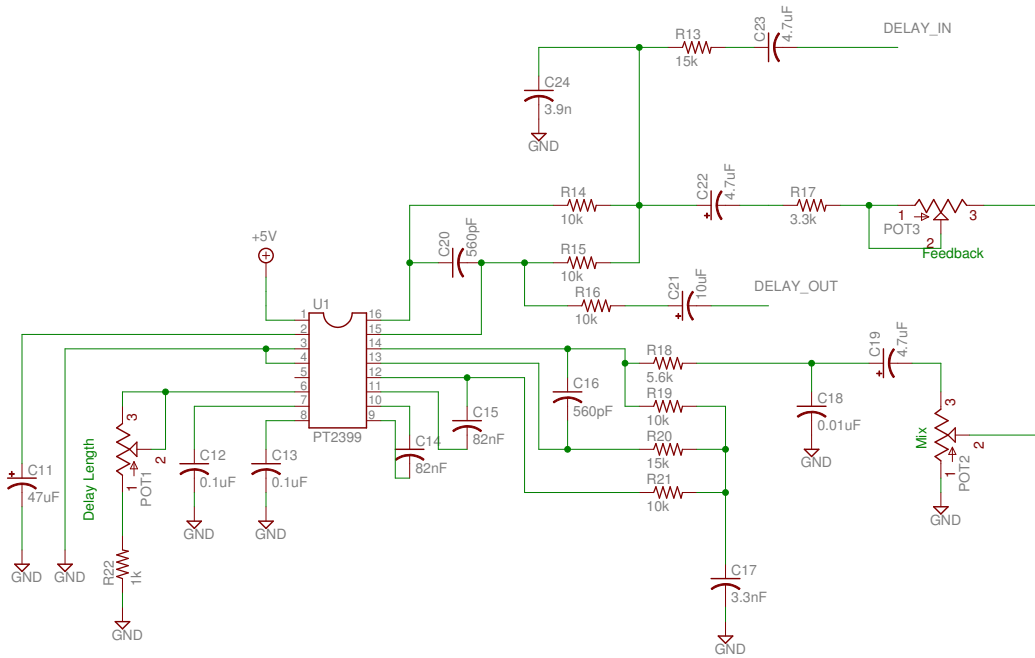 DELAY_IN
C23
4.7uF
R13
15k
C24
3.9n
GND
R14
10k
C22
4.7uF
R17
3.3k
1
3
POT3
2
Feedback
+5V
C20
560pF
R15
10k
R16
10k
C21
10uF
DELAY_OUT
U1
1
2
3
4
5
6
7
8
16
15
14
13
12
11
10
9
PT2399
R18
5.6k
C19
4.7uF
C16
560pF
R19
10k
C18
0.01uF
GND
3
Mix
2
1
POT2
GND
C15
82nF
C14
82nF
R20
15k
R21
10k
C11
47uF
GND
GND
Delay Length
3
2
1
POT1
C12
0.1uF
GND
C13
0.1uF
GND
R22
1k
GND
C17
3.3nF
GND